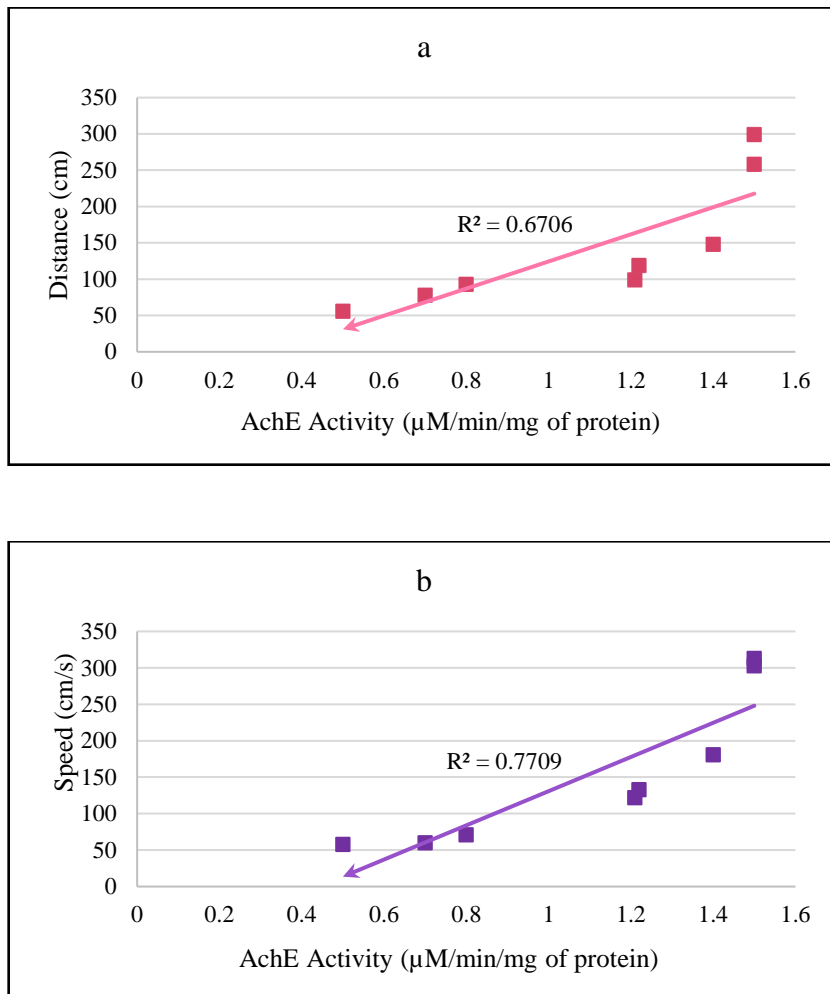 a
350
300
250
200
150
100
50
0
Distance (cm)
R² = 0.6706
0 0.2 0.4 0.6 0.8 1 1.2 1.4 1.6
AchE Activity (µM/min/mg of protein)
b
350
300
250
200
150
100
50
0
Speed (cm/s)
R² = 0.7709
0 0.2 0.4 0.6 0.8 1 1.2 1.4 1.6
AchE Activity (µM/min/mg of protein)